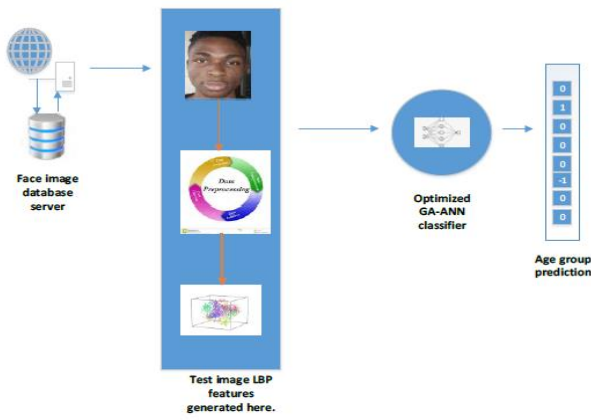 Face image
database
server
Data
Preprocessing
Test image LBP
features
generated here.
Optimized
GA-ANN
classifier
0
1
0
0
0
-1
0
0
Age group
prediction